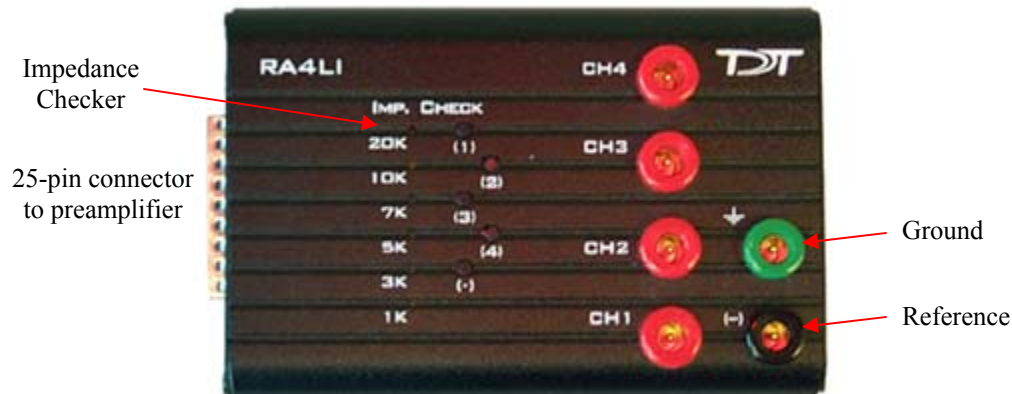 Impedance
Checker
25-pin connector
to preamplifier
RA4LI
IMP. CHECK
20K
(1)
10K
(2)
7K
(3)
5K
(4)
3K
(-)
1K
CH4
TDT
CH3
CH2
CH1
(-)
Ground
Reference